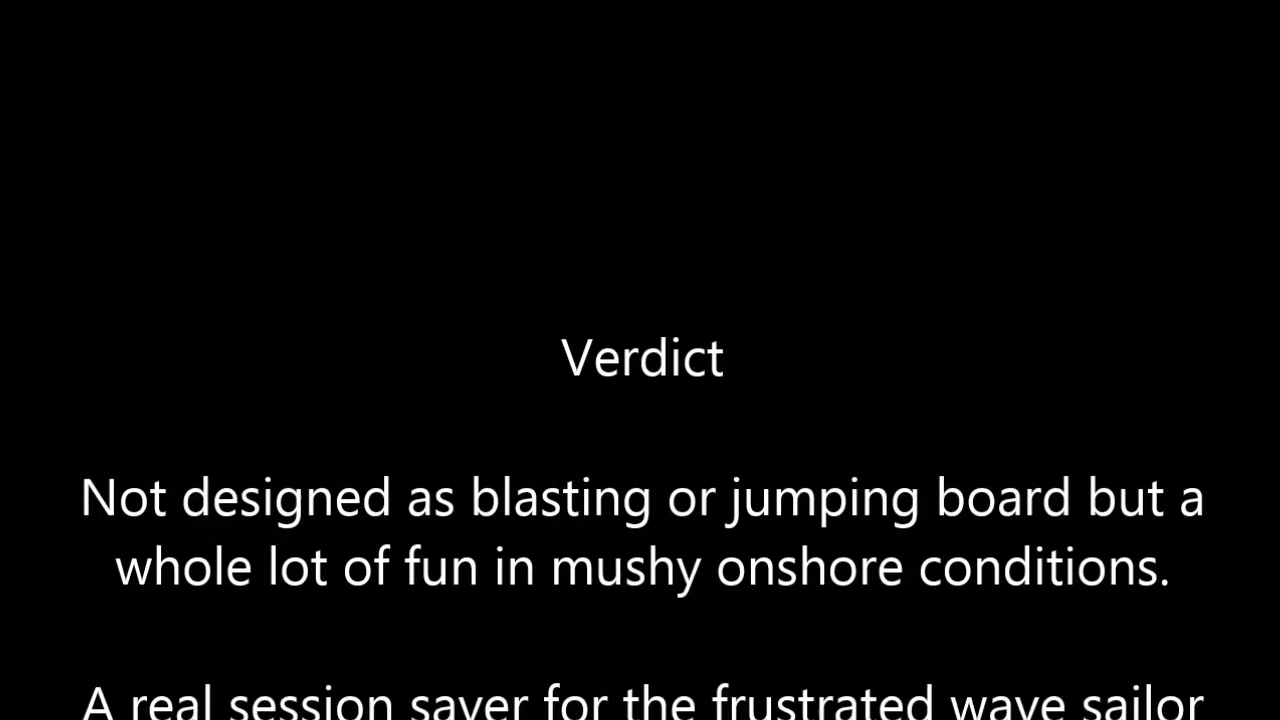 Verdict
Not designed as blasting or jumping board but a
whole lot of fun in mushy onshore conditions.
A real session saver for the frustrated wave sailor